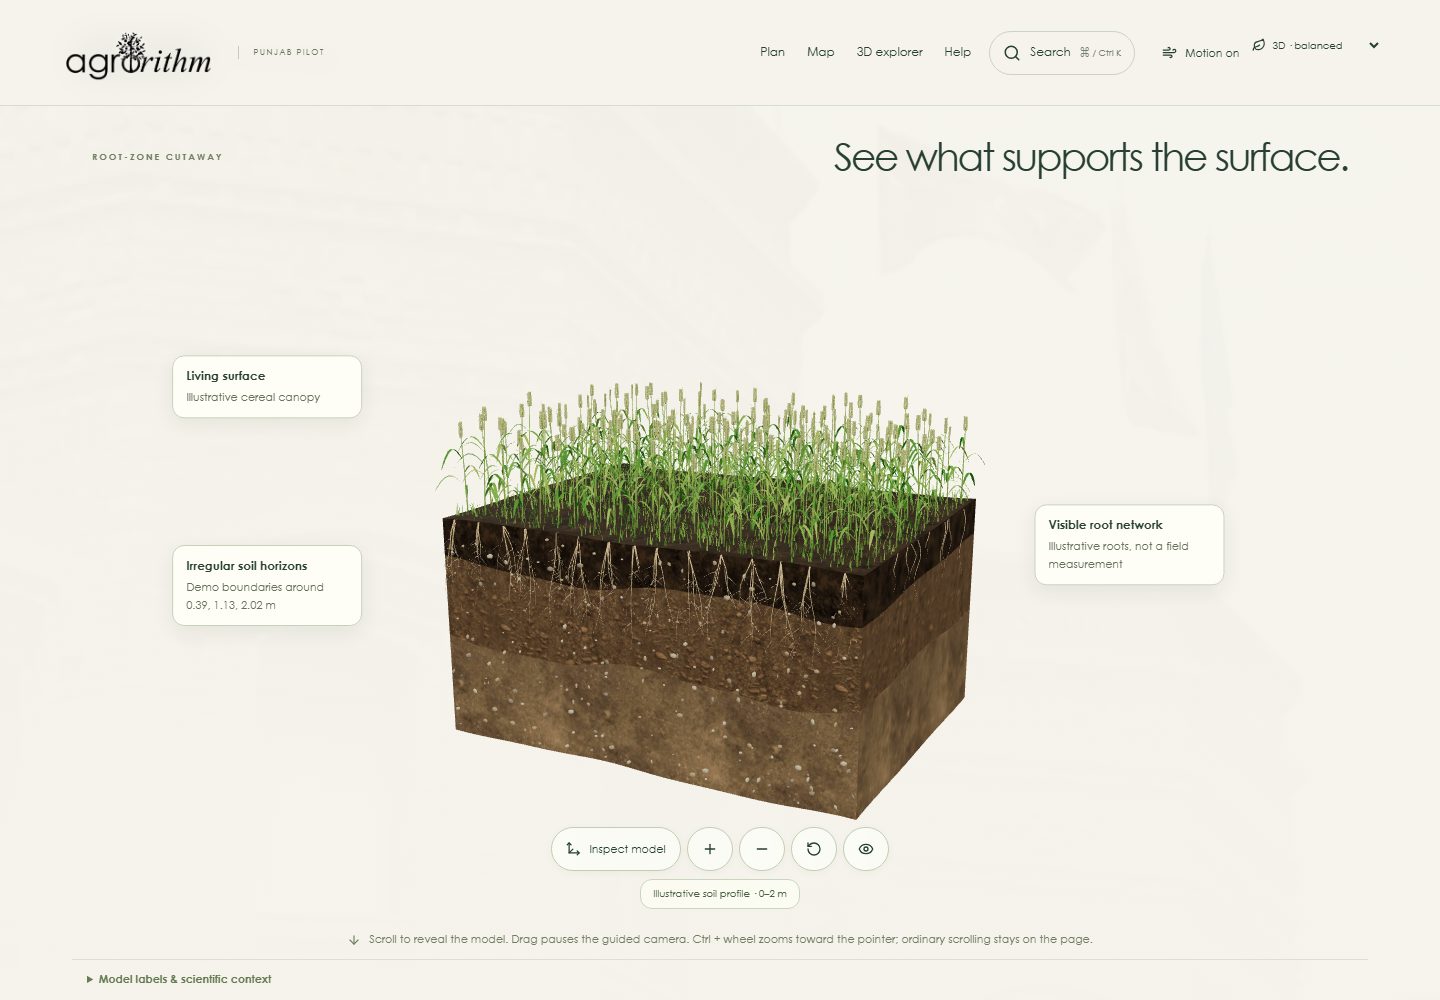 agrorithm
PUNJAB PILOT
Plan
Map
3D explorer
Help
Search ⌘ / Ctrl K
Motion on
3D · balanced
ROOT-ZONE CUTAWAY
See what supports the surface.
Living surface
Illustrative cereal canopy
Irregular soil horizons
Demo boundaries around
0.39, 1.13, 2.02 m
Visible root network
Illustrative roots, not a field
measurement
Inspect model
Illustrative soil profile · 0–2 m
Scroll to reveal the model. Drag pauses the guided camera. Ctrl + wheel zooms toward the pointer; ordinary scrolling stays on the page.
Model labels & scientific context